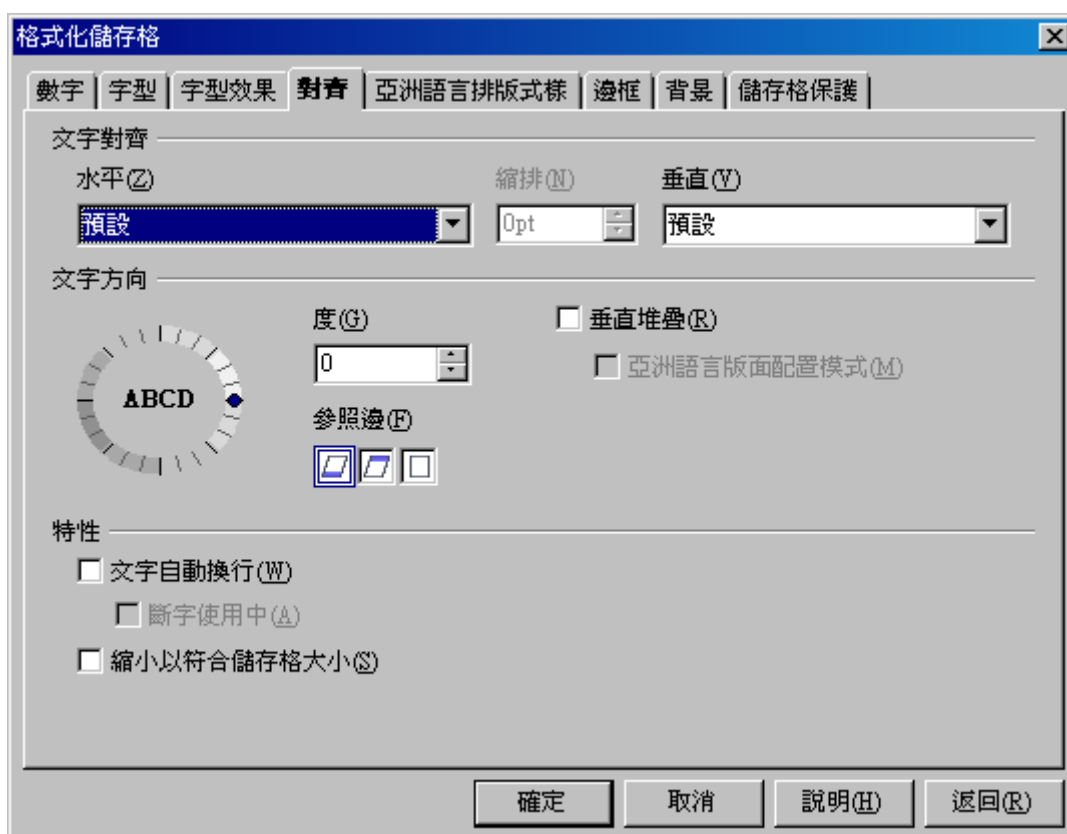 格式化儲存格
數字 字型 字型效果 對齊 亞洲語言排版式樣 邊框 背景 儲存格保護
文字對齊
水平(Z) 縮排(N) 垂直(V)
預設 0pt 預設
文字方向
度(G) 垂直堆疊(R)
0 亞洲語言版面配置模式(M)
ABCD
參照邊(F)
特性
文字自動換行(W)
斷字使用中(A)
縮小以符合儲存格大小(S)
確定 取消 說明(H) 返回(R)